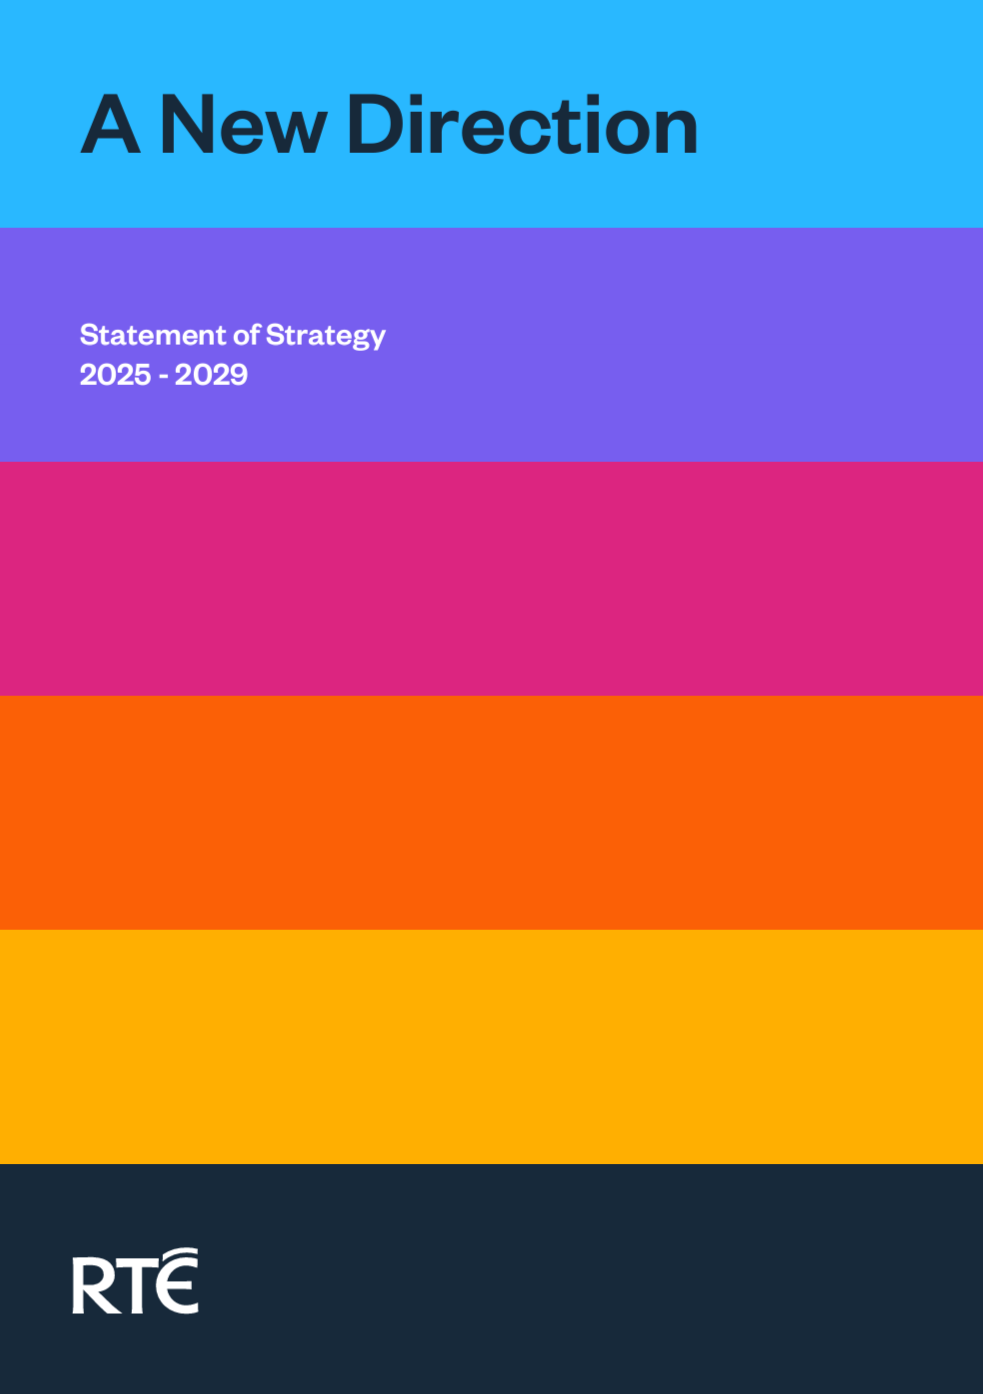 A New Direction
Statement of Strategy
2025 - 2029
RTÉ